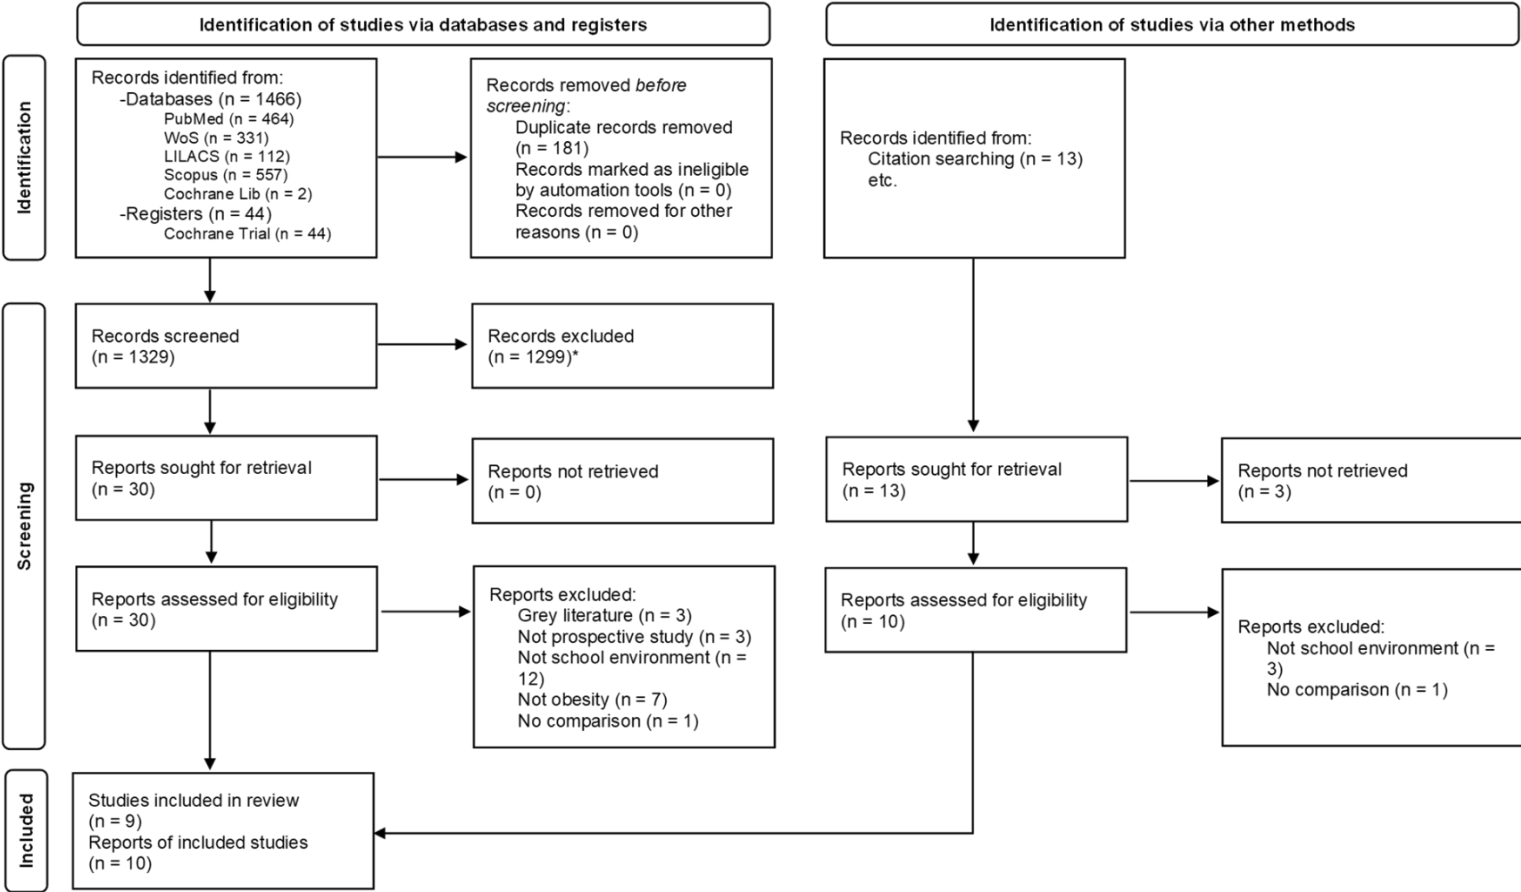 Identification of studies via databases and registers
Identification of studies via other methods
Identification
Records identified from:
-Databases (n = 1466)
PubMed (n = 464)
WoS (n = 331)
LILACS (n = 112)
Scopus (n = 557)
Cochrane Lib (n = 2)
-Registers (n = 44)
Cochrane Trial (n = 44)
Records removed before
screening:
Duplicate records removed
(n = 181)
Records marked as ineligible
by automation tools (n = 0)
Records removed for other
reasons (n = 0)
Records identified from:
Citation searching (n = 13)
etc.
Screening
Records screened
(n = 1329)
Records excluded
(n = 1299)*
Reports sought for retrieval
(n = 30)
Reports not retrieved
(n = 0)
Reports sought for retrieval
(n = 13)
Reports not retrieved
(n = 3)
Reports assessed for eligibility
(n = 30)
Reports excluded:
Grey literature (n = 3)
Not prospective study (n = 3)
Not school environment (n =
12)
Not obesity (n = 7)
No comparison (n = 1)
Reports assessed for eligibility
(n = 10)
Reports excluded:
Not school environment (n =
3)
No comparison (n = 1)
Included
Studies included in review
(n = 9)
Reports of included studies
(n = 10)